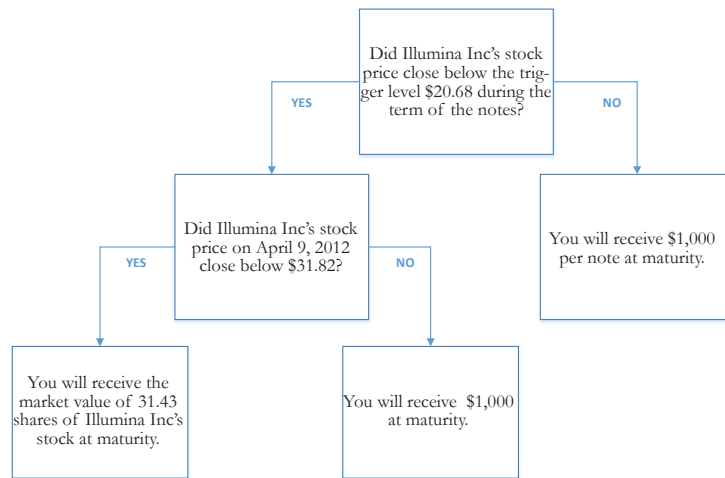 Did Illumina Inc's stock
price close below the trig-
ger level $20.68 during the
term of the notes?
YES
NO
Did Illumina Inc's stock
price on April 9, 2012
close below $31.82?
You will receive $1,000
per note at maturity.
YES
NO
You will receive the
market value of 31.43
shares of Illumina Inc's
stock at maturity.
You will receive $1,000
at maturity.